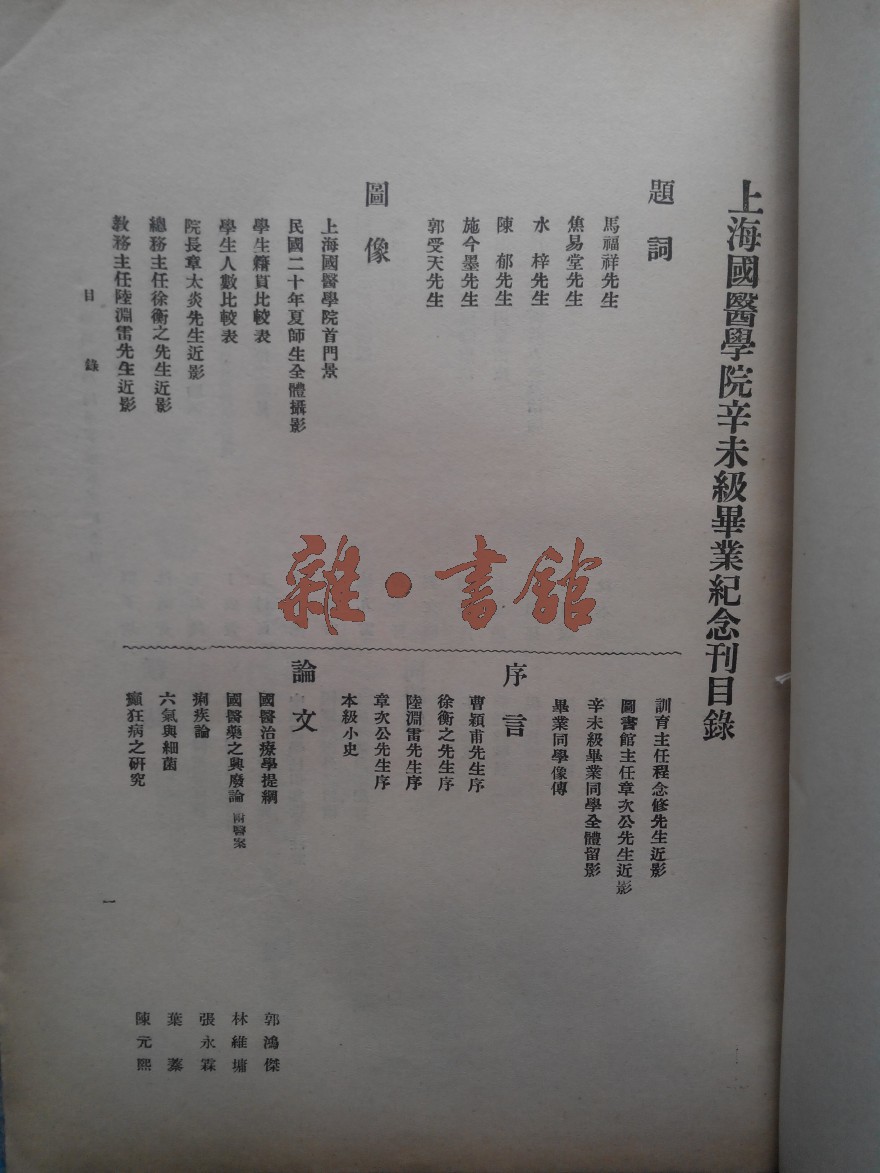 上海國醫學院辛未級畢業紀念刊目錄
題詞
馬福祥先生
焦易堂先生
水梓先生
陳郁先生
施今墨先生
郭受天先生
圖像
上海國醫學院首門景
民國二十年夏師生全體攝影
學生籍貫比較表
學生人數比較表
院長章太炎先生近影
總務主任徐衡之先生近影
教務主任陸淵雷先生近影
訓育主任程念修先生近影
圖書館主任章次公先生近影
辛未級畢業同學全體留影
畢業同學像傳
序言
曹穎甫先生序
徐衡之先生序
陸淵雷先生序
章次公先生序
本級小史
論文
國醫治療學提綱 郭鴻傑
國醫藥之興廢論 附醫案 林維墉
痢疾論 張永霖
六氣與細菌 葉蓁
癲狂病之研究 陳元熙
目錄
一
雜·書館